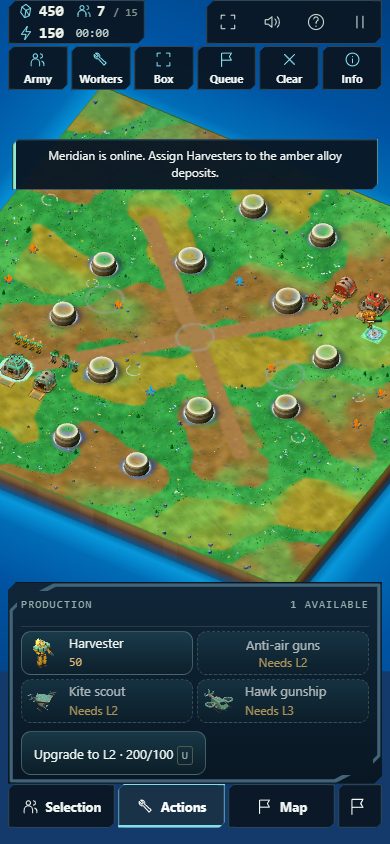 450 7 / 15
150 00:00
Army Workers Box Queue Clear Info
Meridian is online. Assign Harvesters to the amber alloy
deposits.
PRODUCTION 1 AVAILABLE
Harvester
50
Anti-air guns
Needs L2
Kite scout
Needs L2
Hawk gunship
Needs L3
Upgrade to L2 · 200/100 U
Selection Actions Map